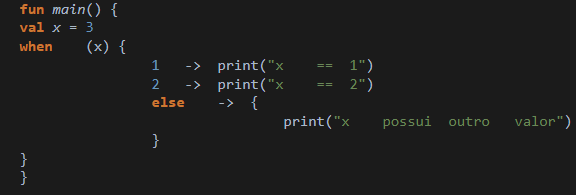 fun main() {
val x = 3
when (x) {
1 -> print("x == 1")
2 -> print("x == 2")
else -> {
print("x possui outro valor")
}
}
}